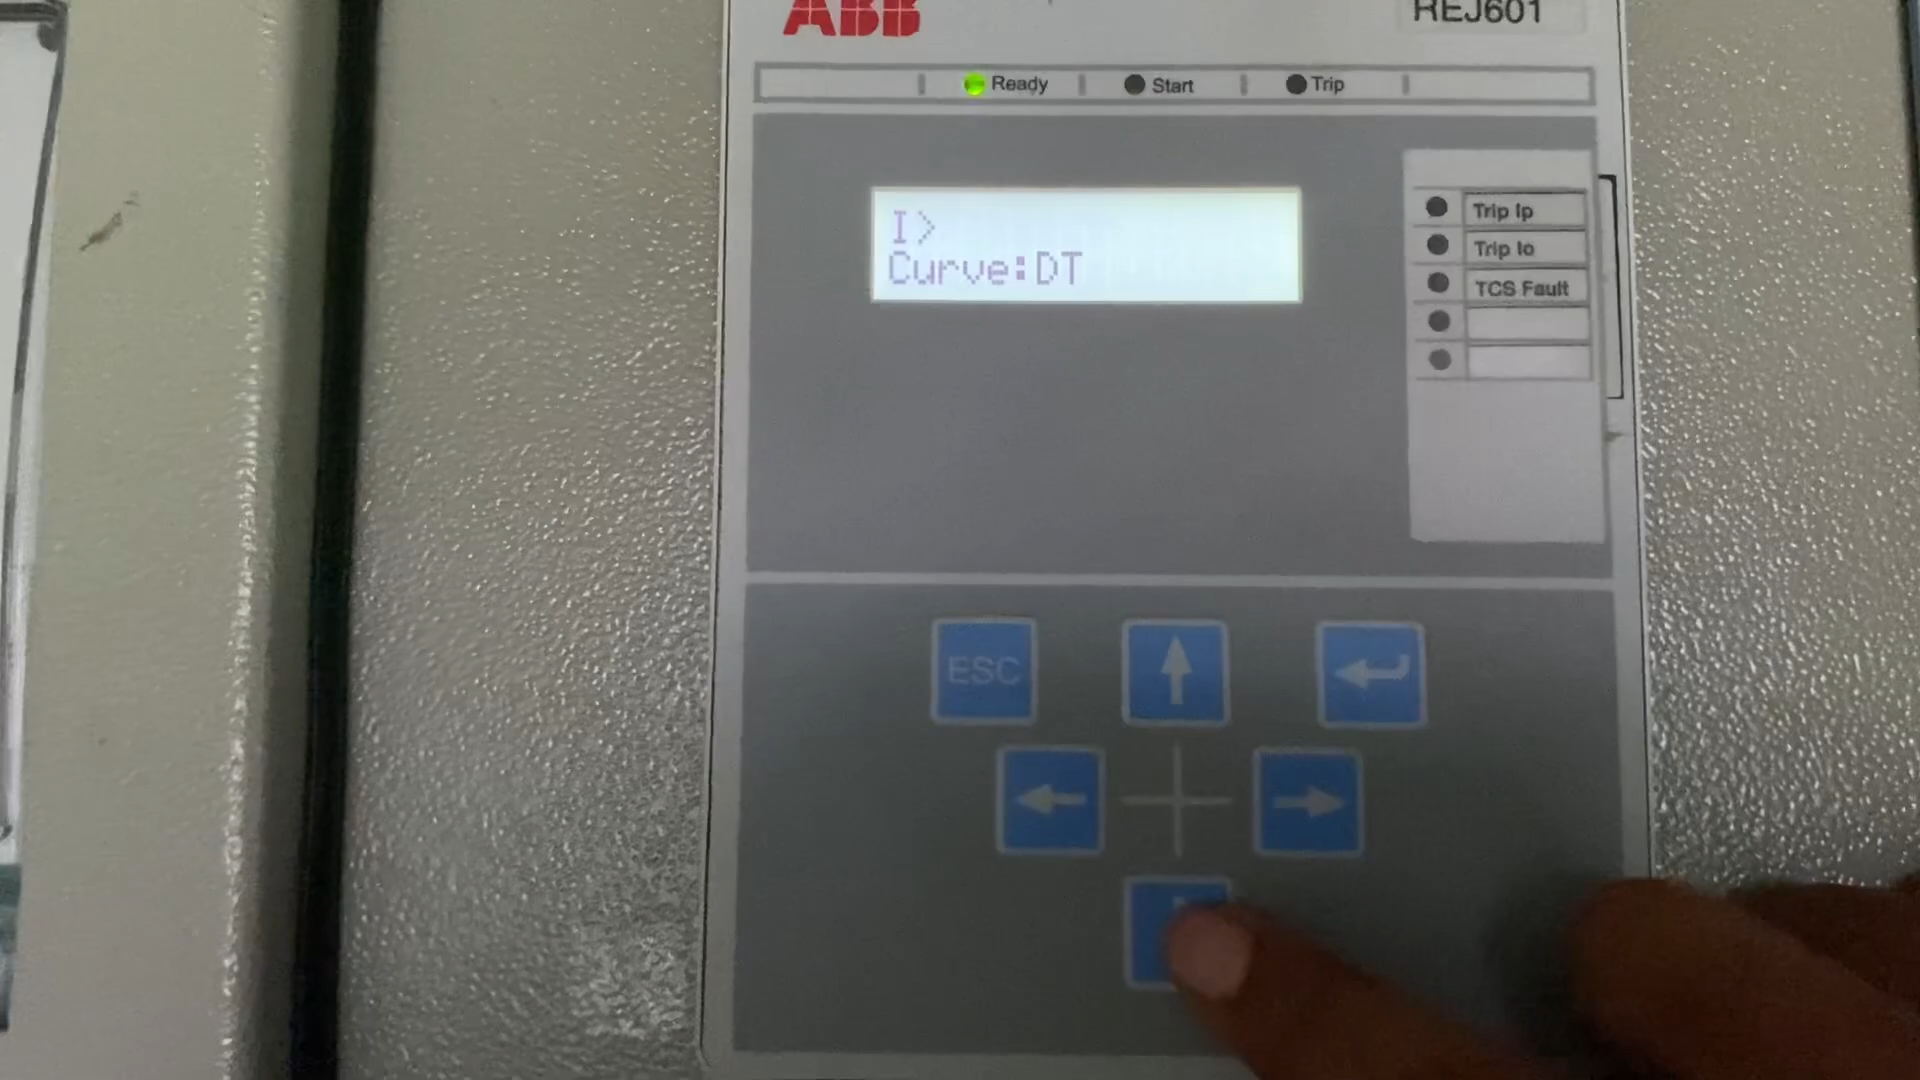 ABB
REJ601
Ready
Start
Trip
I>
Curve:DT
Trip Ip
Trip Io
TCS Fault
ESC